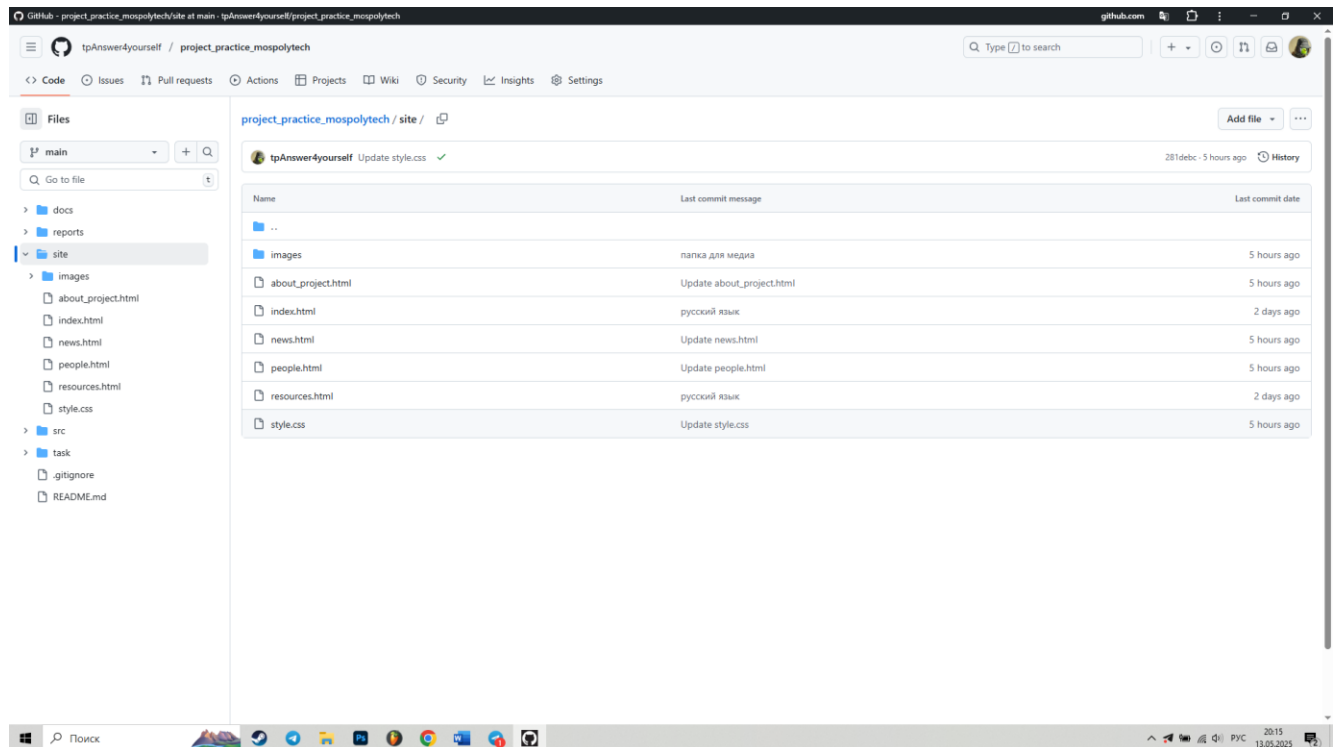 GitHub - project_practice_mospolytech/site at main · tpAnswer4yourself/project_practice_mospolytech
github.com
tpAnswer4yourself / project_practice_mospolytech
Type / to search
<> Code Issues Pull requests Actions Projects Wiki Security Insights Settings
Files
project_practice_mospolytech / site /
Add file
main
tpAnswer4yourself Update style.css
281debc · 5 hours ago History
Go to file t
Name Last commit message Last commit date
docs
..
reports
site
images папка для медиа 5 hours ago
images
about_project.html Update about_project.html 5 hours ago
about_project.html
index.html русский язык 2 days ago
index.html
news.html Update news.html 5 hours ago
news.html
people.html Update people.html 5 hours ago
people.html
resources.html русский язык 2 days ago
resources.html
style.css Update style.css 5 hours ago
style.css
src
task
.gitignore
README.md
Поиск
Ps
РУС
20:15
13.05.2025
2